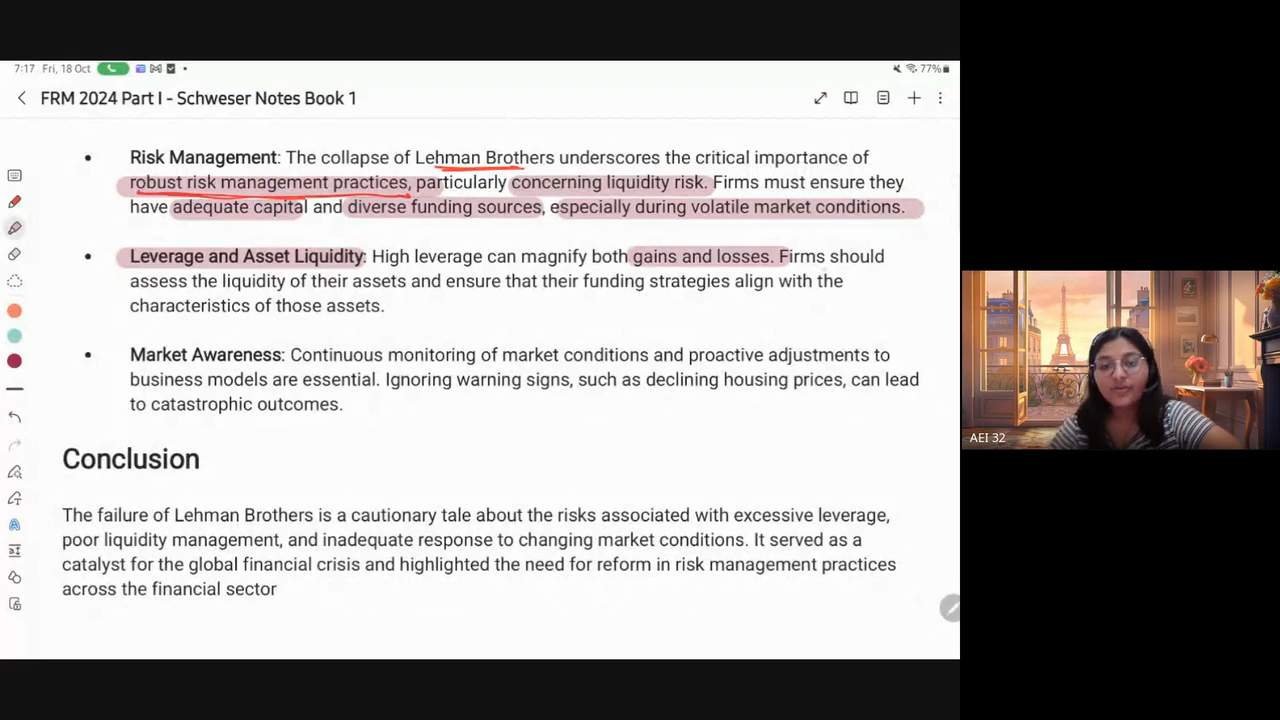 7:17 Fri, 18 Oct
77%
FRM 2024 Part I - Schweser Notes Book 1
• Risk Management: The collapse of Lehman Brothers underscores the critical importance of
robust risk management practices, particularly concerning liquidity risk. Firms must ensure they
have adequate capital and diverse funding sources, especially during volatile market conditions.
• Leverage and Asset Liquidity: High leverage can magnify both gains and losses. Firms should
assess the liquidity of their assets and ensure that their funding strategies align with the
characteristics of those assets.
• Market Awareness: Continuous monitoring of market conditions and proactive adjustments to
business models are essential. Ignoring warning signs, such as declining housing prices, can lead
to catastrophic outcomes.
Conclusion
The failure of Lehman Brothers is a cautionary tale about the risks associated with excessive leverage,
poor liquidity management, and inadequate response to changing market conditions. It served as a
catalyst for the global financial crisis and highlighted the need for reform in risk management practices
across the financial sector
AEI 32